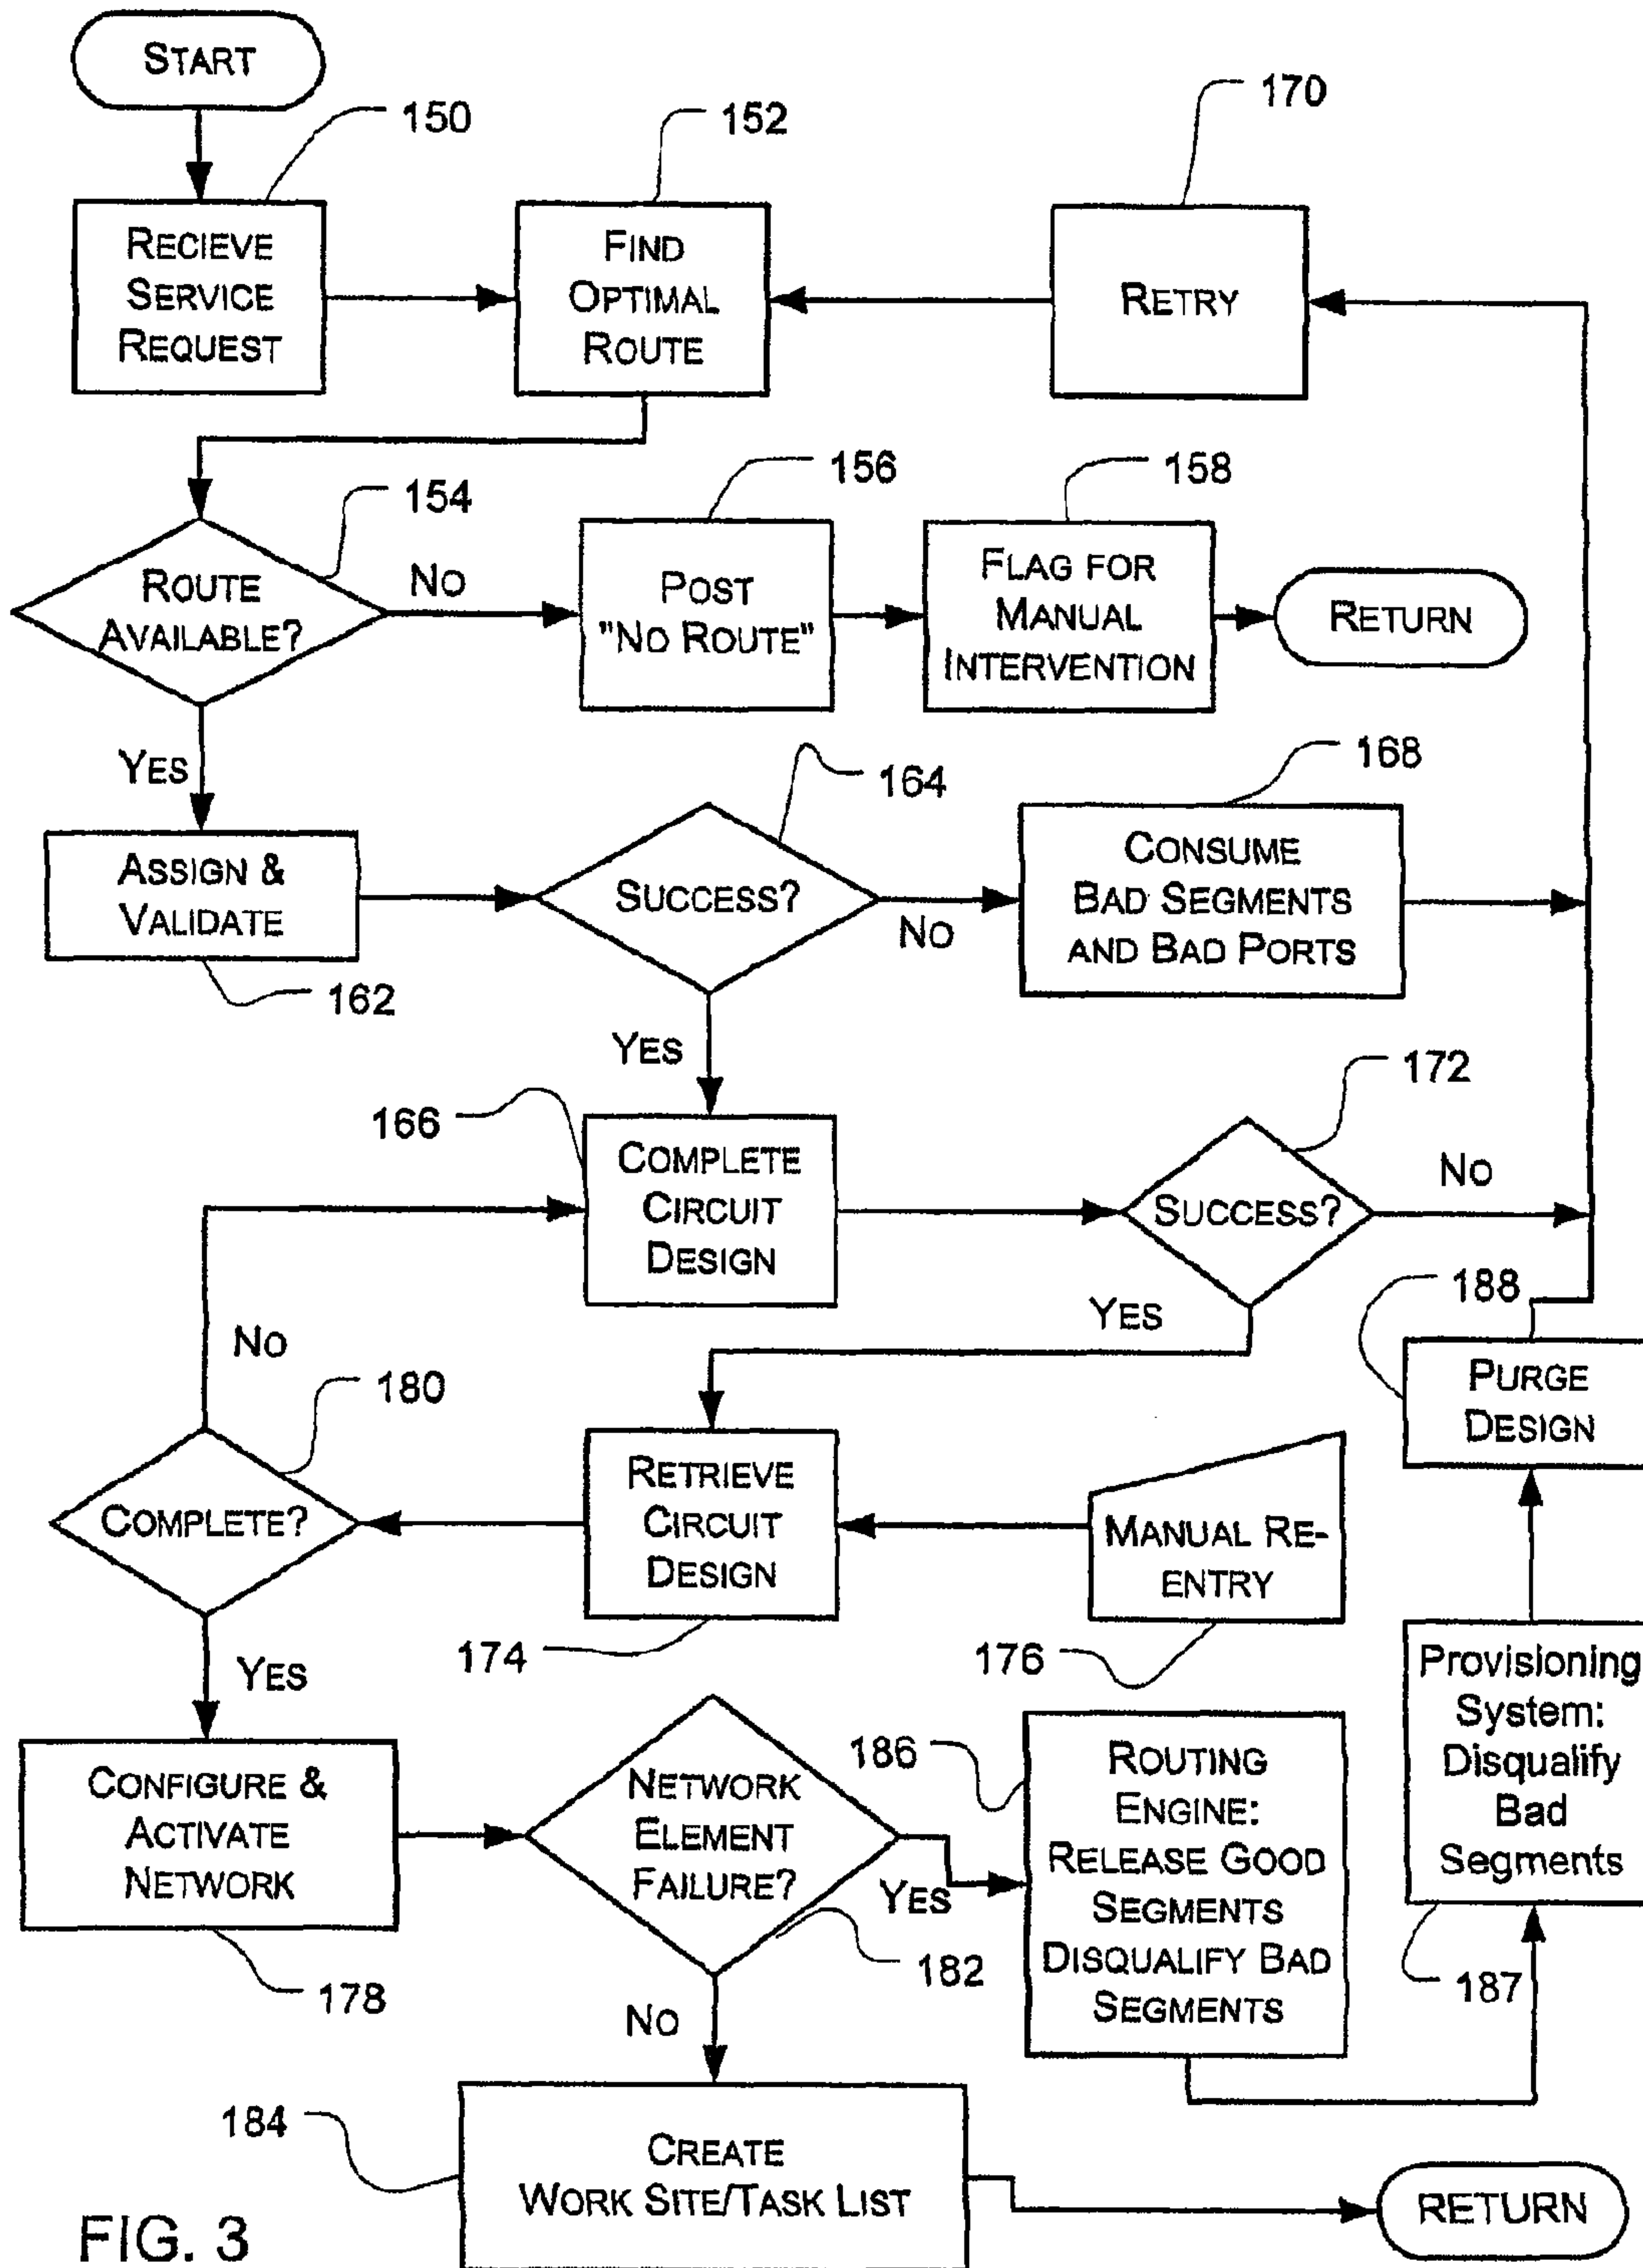 START
150
152
170
RECIEVE
SERVICE
REQUEST
FIND
OPTIMAL
ROUTE
RETRY
154
156
158
ROUTE
AVAILABLE?
NO
POST
"NO ROUTE"
FLAG FOR
MANUAL
INTERVENTION
RETURN
YES
164
168
ASSIGN &
VALIDATE
162
SUCCESS?
NO
CONSUME
BAD SEGMENTS
AND BAD PORTS
YES
166
172
COMPLETE
CIRCUIT
DESIGN
SUCCESS?
NO
YES
188
PURGE
DESIGN
NO
180
COMPLETE?
RETRIEVE
CIRCUIT
DESIGN
174
MANUAL RE-
ENTRY
176
YES
Provisioning
System:
Disqualify
Bad
Segments
187
CONFIGURE &
ACTIVATE
NETWORK
178
NETWORK
ELEMENT
FAILURE?
182
YES
186
ROUTING
ENGINE:
RELEASE GOOD
SEGMENTS
DISQUALIFY BAD
SEGMENTS
NO
184
CREATE
WORK SITE/TASK LIST
RETURN
FIG. 3